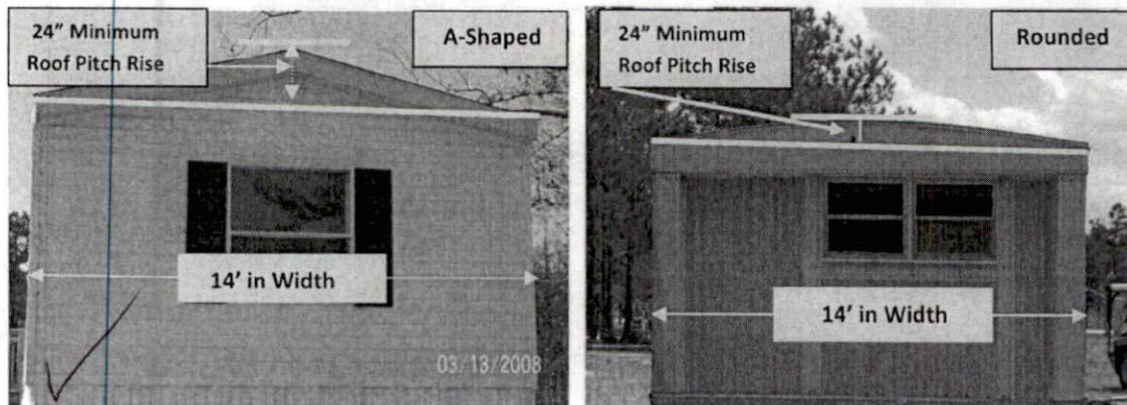 24" Minimum
Roof Pitch Rise
A-Shaped
14' in Width
03/13/2008
24" Minimum
Roof Pitch Rise
Rounded
14' in Width